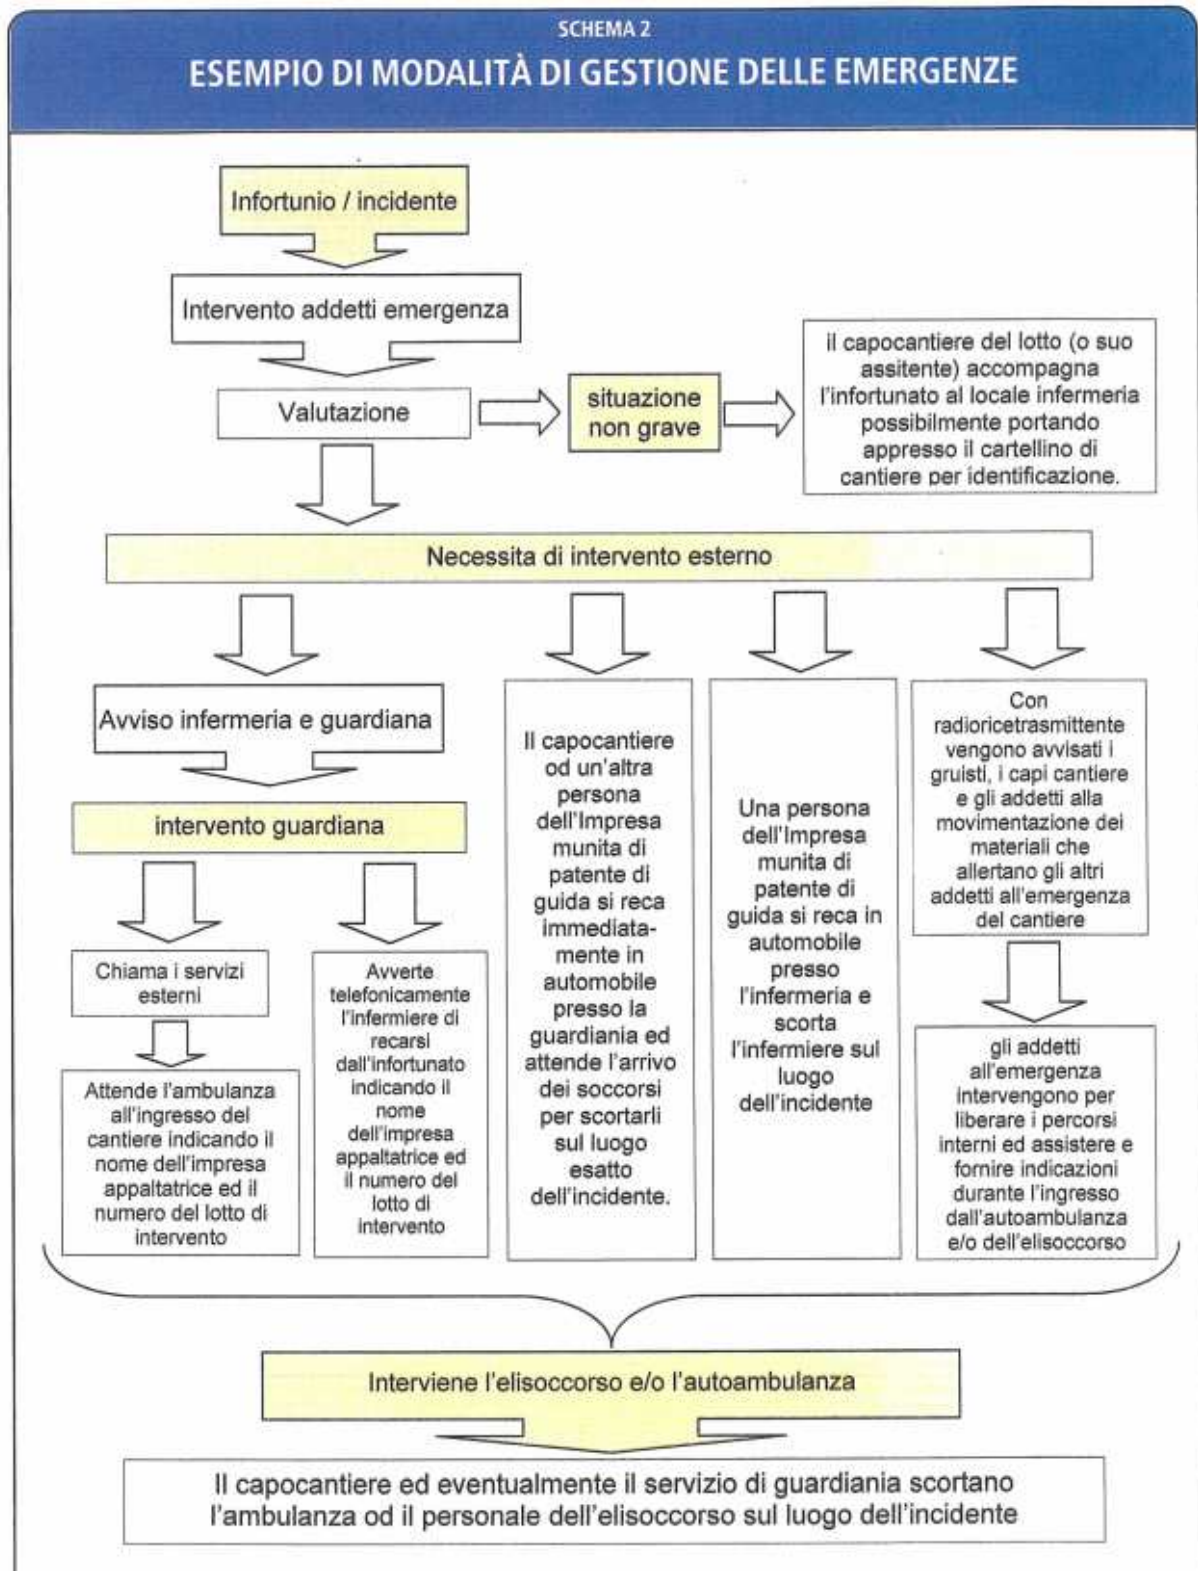 SCHEMA 2
ESEMPIO DI MODALITÀ DI GESTIONE DELLE EMERGENZE
Infortunio / incidente
Intervento addetti emergenza
Valutazione
situazione
non grave
il capocantiere del lotto (o suo
assitente) accompagna
l'infortunato al locale infermeria
possibilmente portando
appresso il cartellino di
cantiere per identificazione.
Necessita di intervento esterno
Avviso infermeria e guardiana
intervento guardiana
Chiama i servizi
esterni
Attende l'ambulanza
all'ingresso del
cantiere indicando il
nome dell'impresa
appaltatrice ed il
numero del lotto di
intervento
Avverte
telefonicamente
l'infermiere di
recarsi
dall'infortunato
indicando il
nome
dell'impresa
appaltatrice ed
il numero del
lotto di
intervento
Il capocantiere
od un'altra
persona
dell'Impresa
munita di
patente di
guida si reca
immediata-
mente in
automobile
presso la
guardiania ed
attende l'arrivo
dei soccorsi
per scortarli
sul luogo
esatto
dell'incidente.
Una persona
dell'Impresa
munita di
patente di
guida si reca in
automobile
presso
l'infermeria e
scorta
l'infermiere sul
luogo
dell'incidente
Con
radioricetrasmittente
vengono avvisati i
gruisti, i capi cantiere
e gli addetti alla
movimentazione dei
materiali che
allertano gli altri
addetti all'emergenza
del cantiere
gli addetti
all'emergenza
intervengono per
liberare i percorsi
interni ed assistere e
fornire indicazioni
durante l'ingresso
dall'autoambulanza
e/o dell'elisoccorso
Interviene l'elisoccorso e/o l'autoambulanza
Il capocantiere ed eventualmente il servizio di guardiania scortano
l'ambulanza od il personale dell'elisoccorso sul luogo dell'incidente